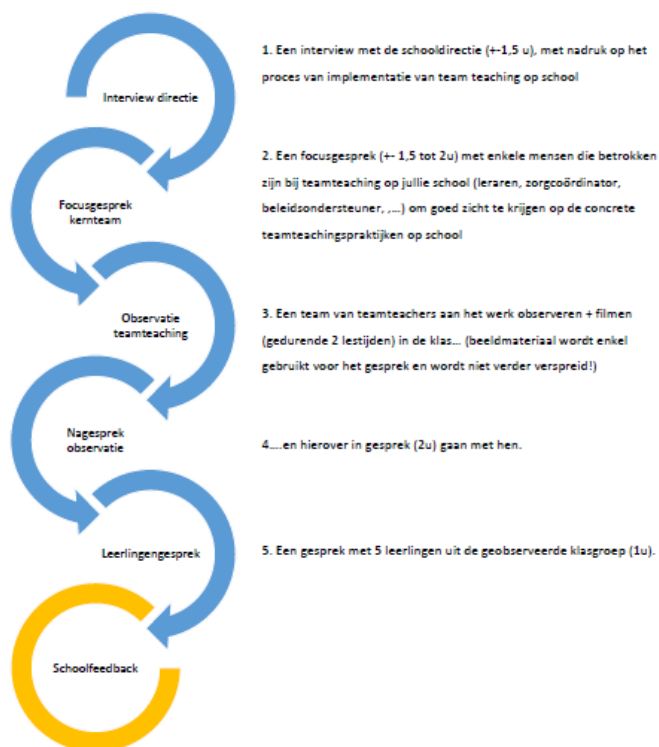 Interview directie
1. Een interview met de schooldirectie (+-1,5 u), met nadruk op het
proces van implementatie van team teaching op school
Focusgesprek
kernteam
2. Een focusgesprek (+- 1,5 tot 2u) met enkele mensen die betrokken
zijn bij teamteaching op jullie school (leraren, zorgcoördinator,
beleidsondersteuner, ,…) om goed zicht te krijgen op de concrete
teamteachingspraktijken op school
Observatie
teamteaching
3. Een team van teamteachers aan het werk observeren + filmen
(gedurende 2 lestijden) in de klas… (beeldmateriaal wordt enkel
gebruikt voor het gesprek en wordt niet verder verspreid!)
Nagesprek
observatie
4....en hierover in gesprek (2u) gaan met hen.
Leerlingengesprek
5. Een gesprek met 5 leerlingen uit de geobserveerde klasgroep (1u).
Schoolfeedback